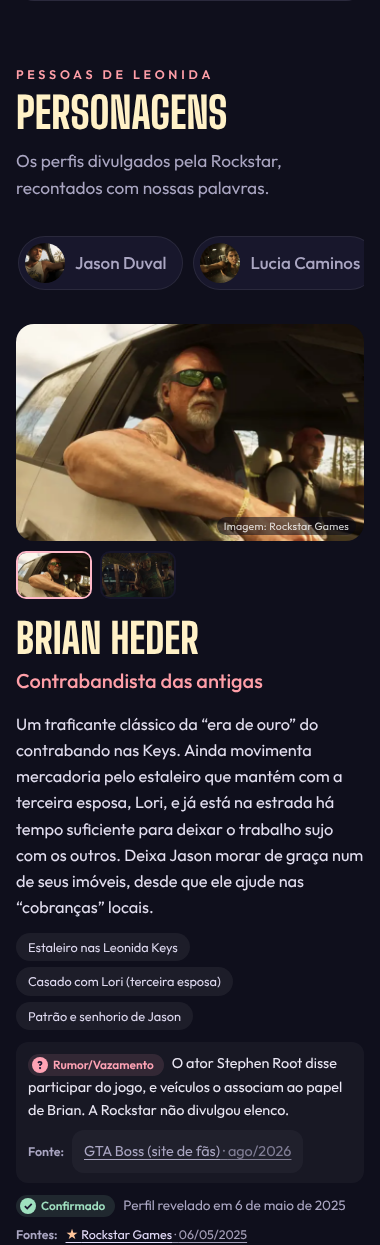 PESSOAS DE LEONIDA
PERSONAGENS
Os perfis divulgados pela Rockstar,
recontados com nossas palavras.
Jason Duval
Lucia Caminos
Imagem: Rockstar Games
BRIAN HEDER
Contrabandista das antigas
Um traficante clássico da “era de ouro” do
contrabando nas Keys. Ainda movimenta
mercadoria pelo estaleiro que mantém com a
terceira esposa, Lori, e já está na estrada há
tempo suficiente para deixar o trabalho sujo
com os outros. Deixa Jason morar de graça num
de seus imóveis, desde que ele ajude nas
“cobranças” locais.
Estaleiro nas Leonida Keys
Casado com Lori (terceira esposa)
Patrão e senhorio de Jason
? Rumor/Vazamento O ator Stephen Root disse
participar do jogo, e veículos o associam ao papel
de Brian. A Rockstar não divulgou elenco.
Fonte: GTA Boss (site de fãs) · ago/2026
Confirmado Perfil revelado em 6 de maio de 2025
Fontes: ★ Rockstar Games · 06/05/2025